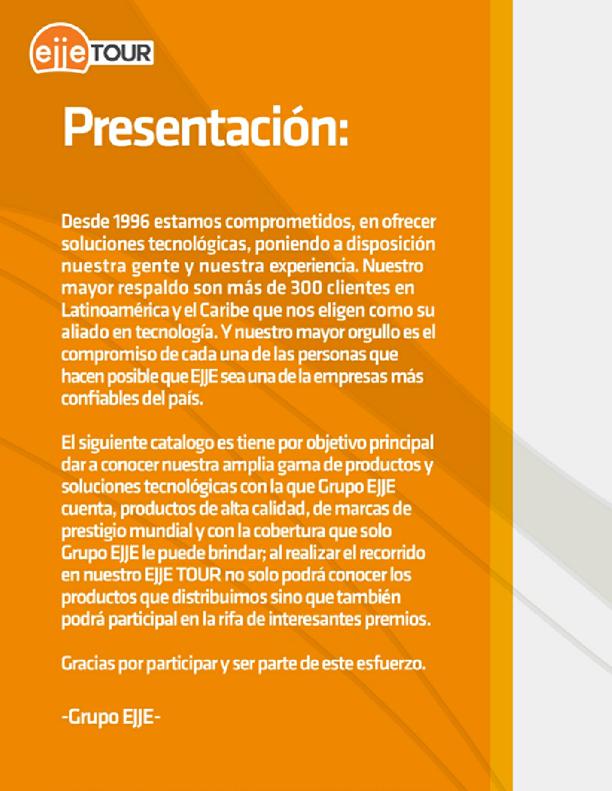 ejje TOUR
Presentación:
Desde 1996 estamos comprometidos, en ofrecer
soluciones tecnológicas, poniendo a disposición
nuestra gente y nuestra experiencia. Nuestro
mayor respaldo son más de 300 clientes en
Latinoamérica y el Caribe que nos eligen como su
aliado en tecnología. Y nuestro mayor orgullo es el
compromiso de cada una de las personas que
hacen posible que EJJE sea una de la empresas más
confiables del país.
El siguiente catalogo es tiene por objetivo principal
dar a conocer nuestra amplia gama de productos y
soluciones tecnológicas con la que Grupo EJJE
cuenta, productos de alta calidad, de marcas de
prestigio mundial y con la cobertura que solo
Grupo EJJE le puede brindar; al realizar el recorrido
en nuestro EJJE TOUR no solo podrá conocer los
productos que distribuimos sino que también
podrá participal en la rifa de interesantes premios.
Gracias por participar y ser parte de este esfuerzo.
-Grupo EJJE-